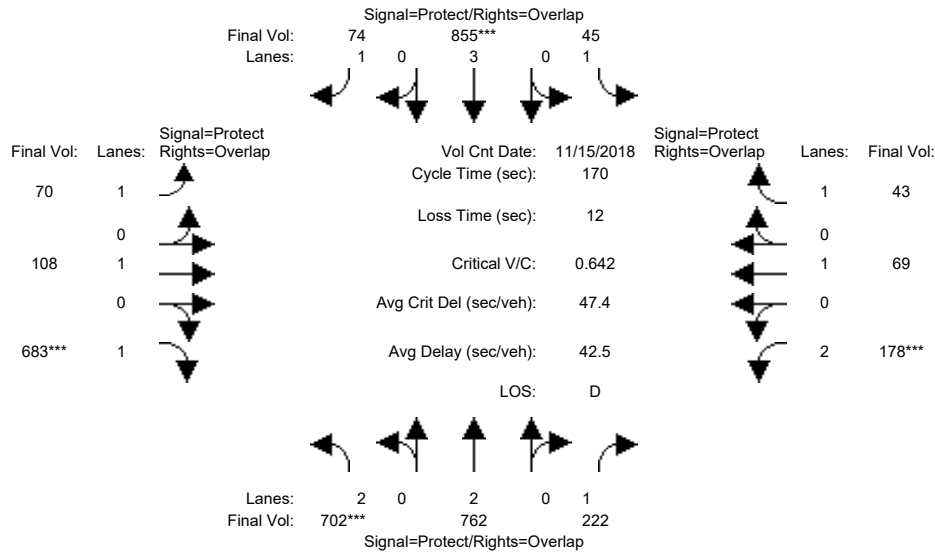 Signal=Protect/Rights=Overlap
Final Vol: 74 855*** 45
Lanes: 1 0 3 0 1
Signal=Protect
Final Vol: Lanes: Rights=Overlap
Vol Cnt Date: 11/15/2018
Signal=Protect
Rights=Overlap Lanes: Final Vol:
Cycle Time (sec): 170
70 1
1 43
Loss Time (sec): 12
0
0
108 1
Critical V/C: 0.642
1 69
0
Avg Crit Del (sec/veh): 47.4
0
683*** 1
Avg Delay (sec/veh): 42.5
2 178***
LOS: D
Lanes: 2 0 2 0 1
Final Vol: 702*** 762 222
Signal=Protect/Rights=Overlap